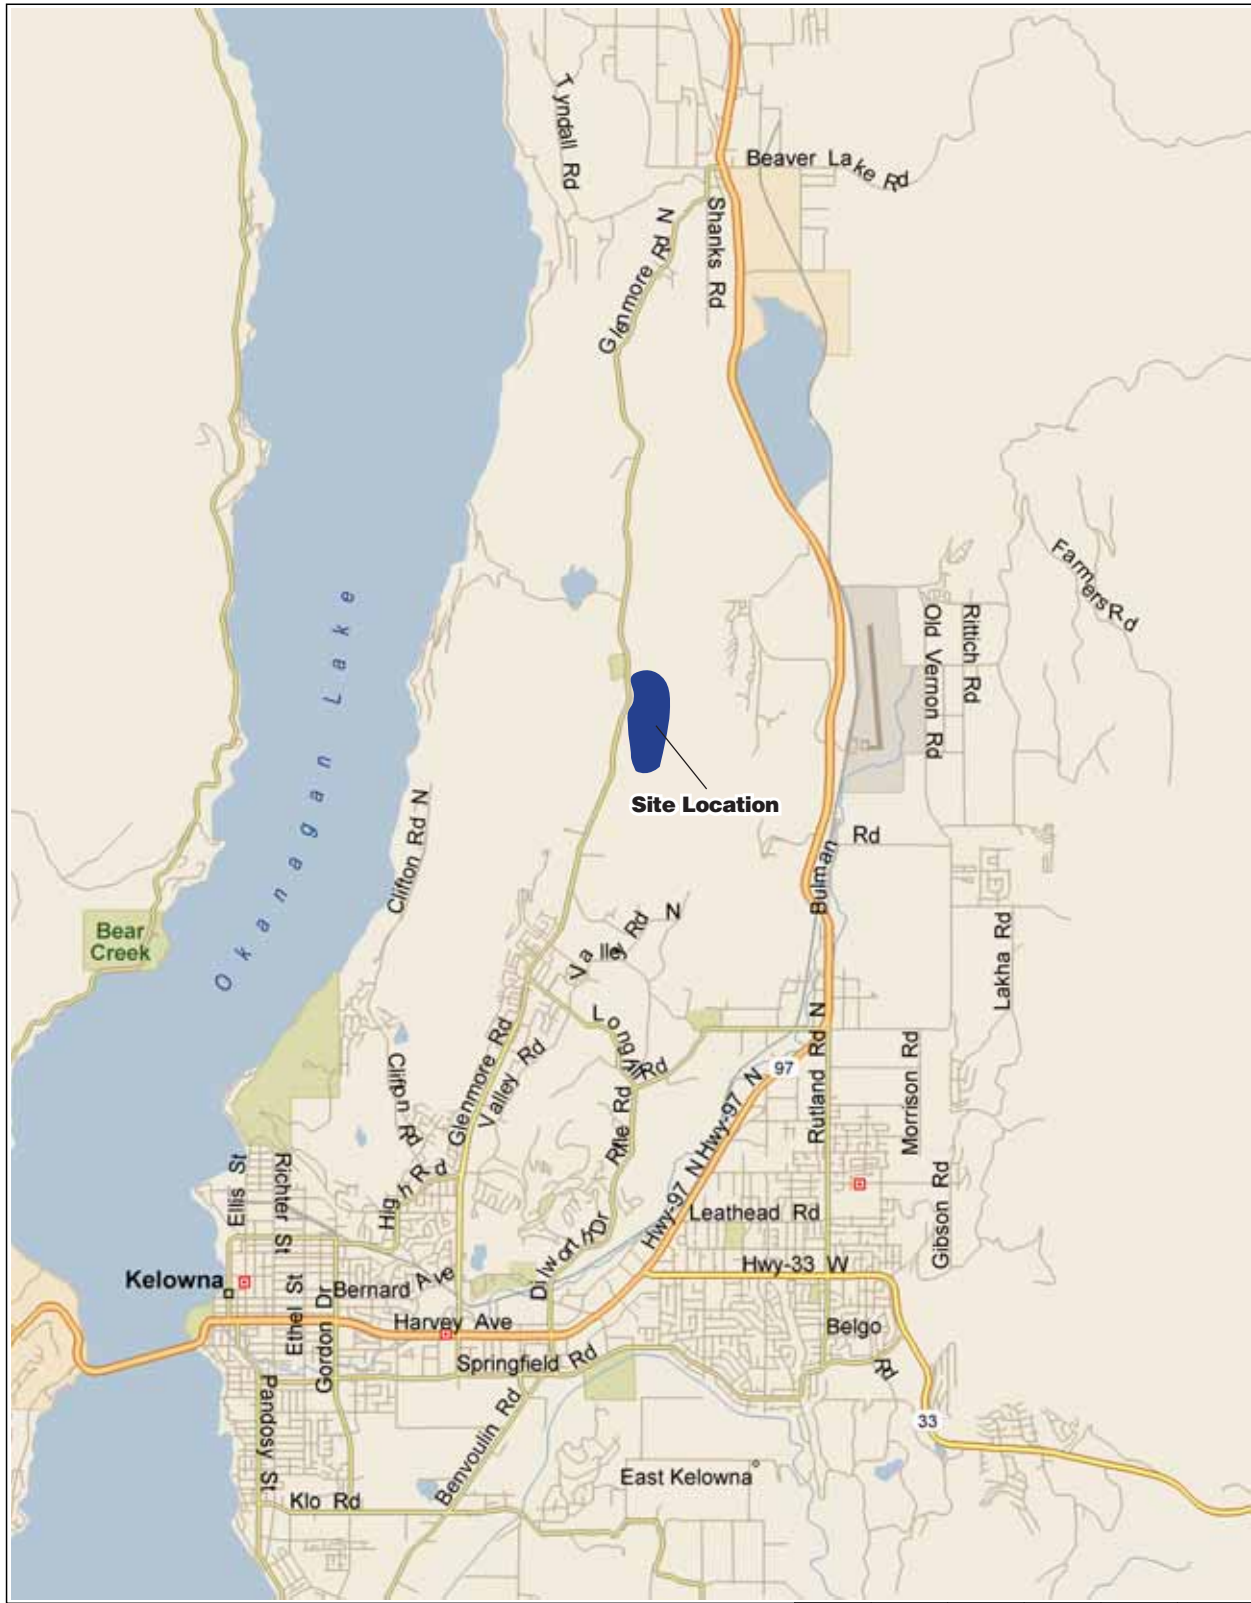 Tyndall Rd
Beaver Lake Rd
Shanks Rd
Glenmore Rd N
Farmers Rd
Old Vernon Rd
Rittich Rd
Okanagan Lake
Site Location
Clifton Rd N
Rd
Bulman
Bear
Creek
Valley Rd N
Lakha Rd
Longhill Rd
Glenmore Rd
Valley Rd
Clifton Rd
97
Rutland Rd N
Morrison Rd
Rifle Rd
Hwy-97 N
Hwy-97 N
Ellis St
Richter St
High Rd
Leathead Rd
Gibson Rd
Dilworth Dr
Hwy-33 W
Kelowna
Ethel St
Bernard Ave
Gordon Dr
Harvey Ave
Belgo
Rd
Springfield Rd
Pandosy St
Benvoulin Rd
33
East Kelowna
Klo Rd